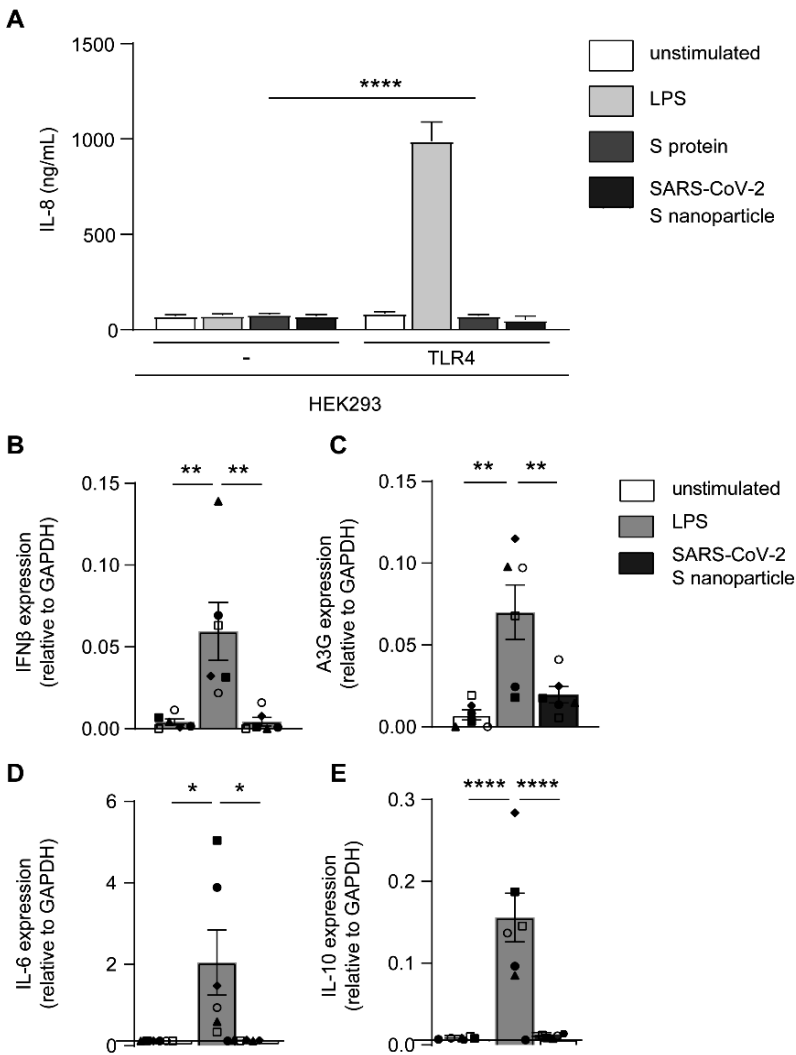 A
1500
1000
500
0
IL-8 (ng/mL)
****
unstimulated
LPS
S protein
SARS-CoV-2
S nanoparticle
-
TLR4
HEK293
B
** **
0.15
0.10
0.05
0.00
IFNβ expression
(relative to GAPDH)
C
** **
0.15
0.10
0.05
0.00
A3G expression
(relative to GAPDH)
unstimulated
LPS
SARS-CoV-2
S nanoparticle
D
* *
6
4
2
0
IL-6 expression
(relative to GAPDH)
E
**** ****
0.3
0.2
0.1
0.0
IL-10 expression
(relative to GAPDH)